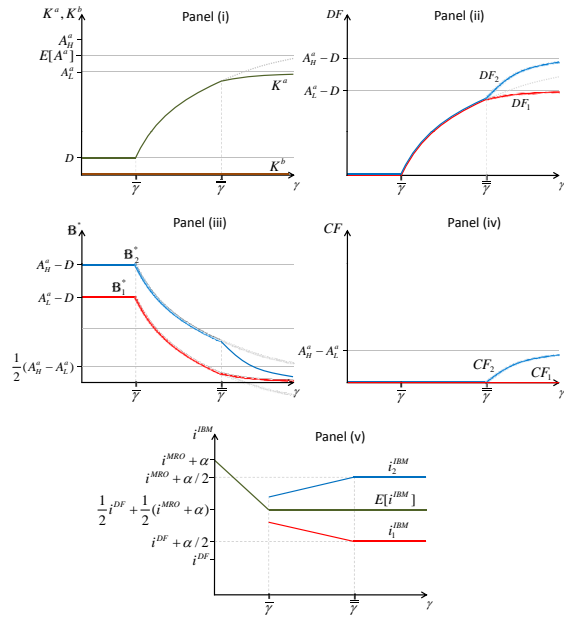 K^a, K^b
Panel (i)
A_H^a
E[A^a]
A_L^a
K^a
D
K^b
γ̅
γ̿
γ
DF
Panel (ii)
A_H^a − D
DF_2
A_L^a − D
DF_1
γ̅
γ̿
γ
B^*
Panel (iii)
B_2^*
A_H^a − D
B_1^*
A_L^a − D
1/2 (A_H^a − A_L^a)
γ̅
γ̿
γ
CF
Panel (iv)
A_H^a − A_L^a
CF_2
CF_1
γ̅
γ̿
γ
i^{IBM}
Panel (v)
i^{MRO} + α
i^{MRO} + α/2
i_2^{IBM}
1/2 i^{DF} + 1/2 (i^{MRO} + α)
E[i^{IBM}]
i^{DF} + α/2
i_1^{IBM}
i^{DF}
γ̅
γ̿
γ